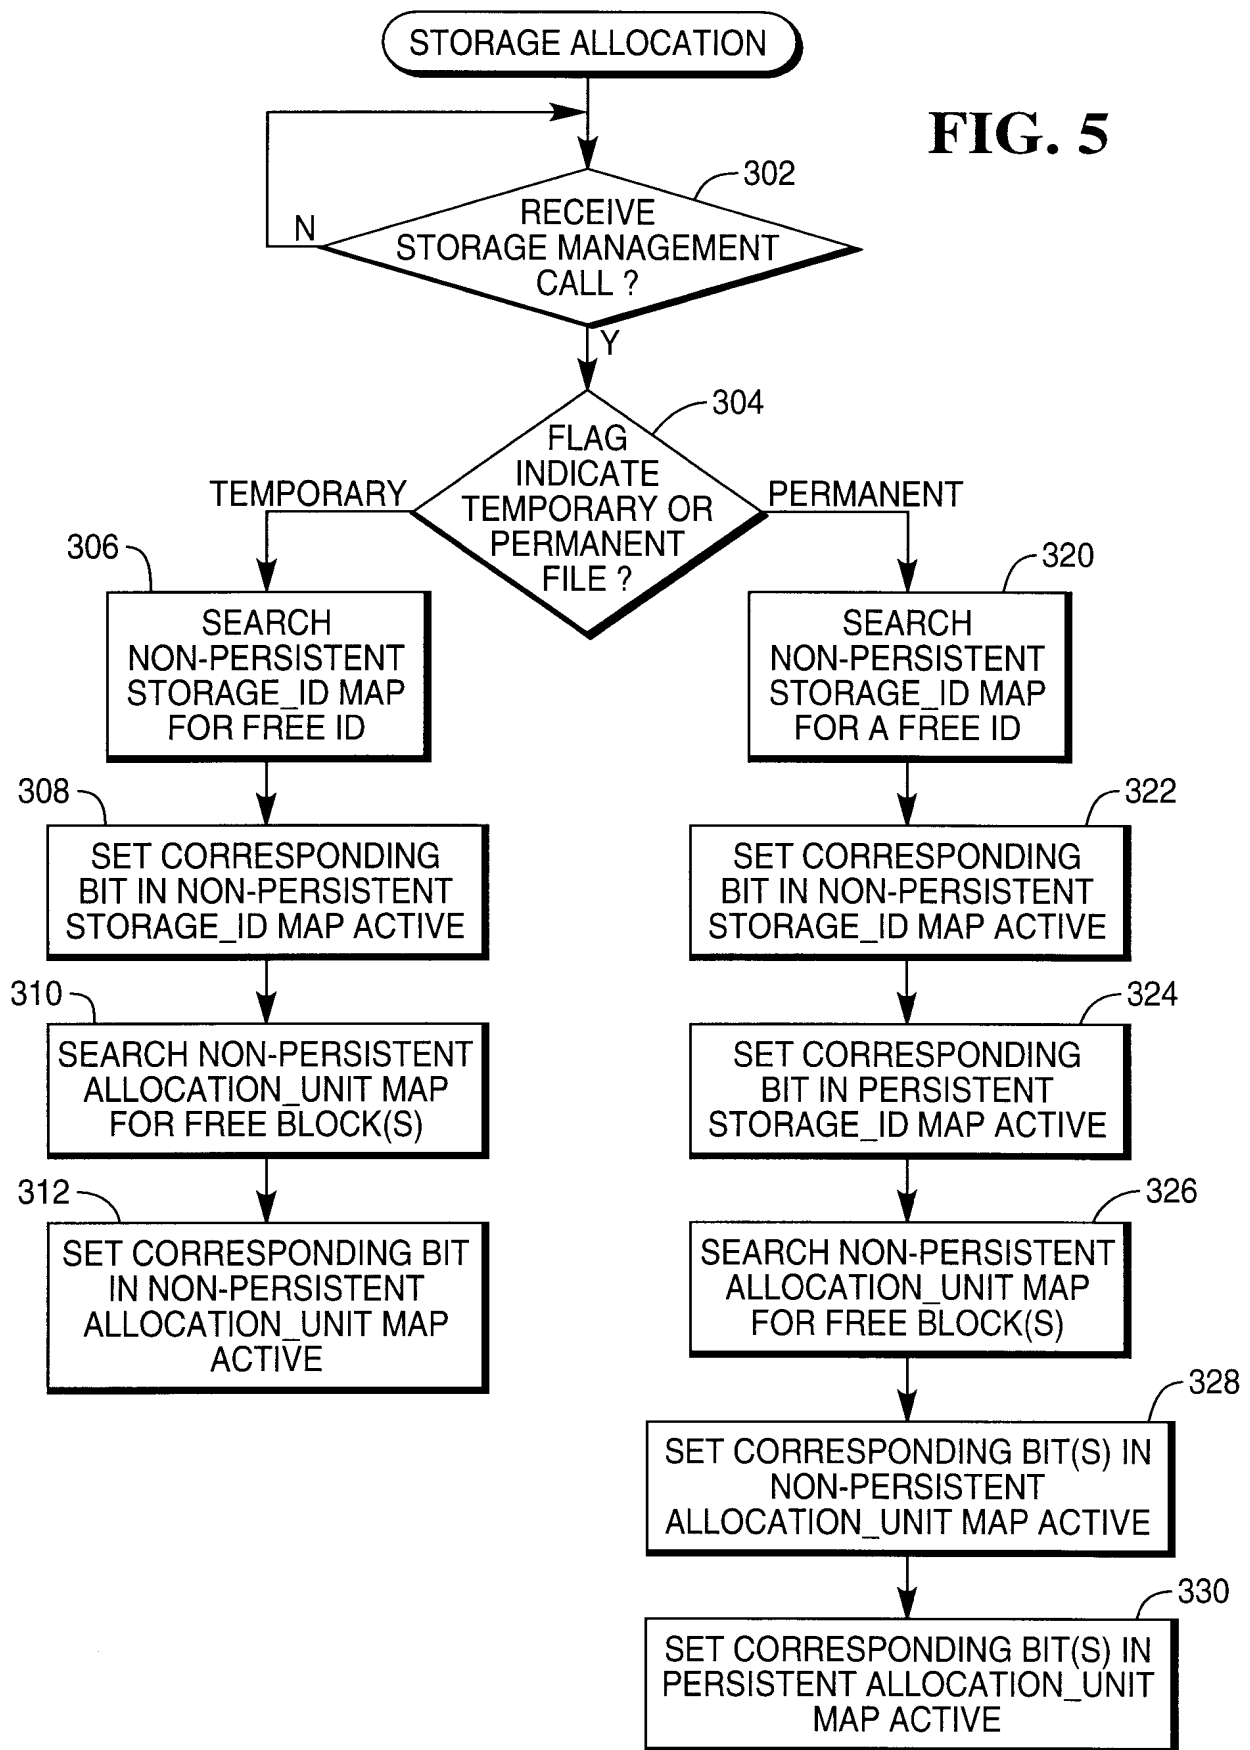 STORAGE ALLOCATION
FIG. 5
302
RECEIVE
STORAGE MANAGEMENT
CALL ?
N
Y
304
FLAG
INDICATE
TEMPORARY OR
PERMANENT
FILE ?
TEMPORARY
PERMANENT
306
SEARCH
NON-PERSISTENT
STORAGE_ID MAP
FOR FREE ID
308
SET CORRESPONDING
BIT IN NON-PERSISTENT
STORAGE_ID MAP ACTIVE
310
SEARCH NON-PERSISTENT
ALLOCATION_UNIT MAP
FOR FREE BLOCK(S)
312
SET CORRESPONDING BIT
IN NON-PERSISTENT
ALLOCATION_UNIT MAP
ACTIVE
320
SEARCH
NON-PERSISTENT
STORAGE_ID MAP
FOR A FREE ID
322
SET CORRESPONDING
BIT IN NON-PERSISTENT
STORAGE_ID MAP ACTIVE
324
SET CORRESPONDING
BIT IN PERSISTENT
STORAGE_ID MAP ACTIVE
326
SEARCH NON-PERSISTENT
ALLOCATION_UNIT MAP
FOR FREE BLOCK(S)
328
SET CORRESPONDING BIT(S) IN
NON-PERSISTENT
ALLOCATION_UNIT MAP ACTIVE
330
SET CORRESPONDING BIT(S) IN
PERSISTENT ALLOCATION_UNIT
MAP ACTIVE